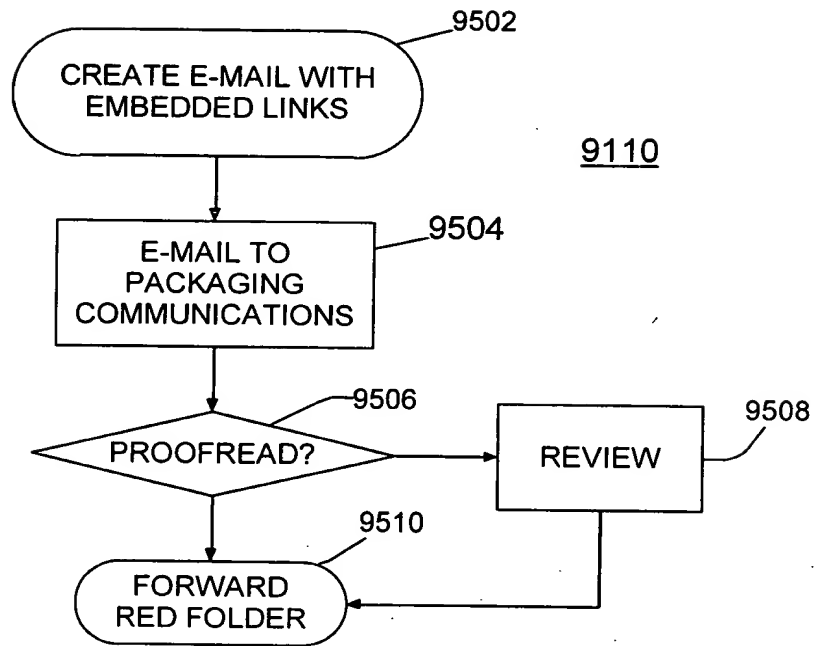 9502
CREATE E-MAIL WITH
EMBEDDED LINKS
9110
9504
E-MAIL TO
PACKAGING
COMMUNICATIONS
9506
PROOFREAD?
9508
REVIEW
9510
FORWARD
RED FOLDER